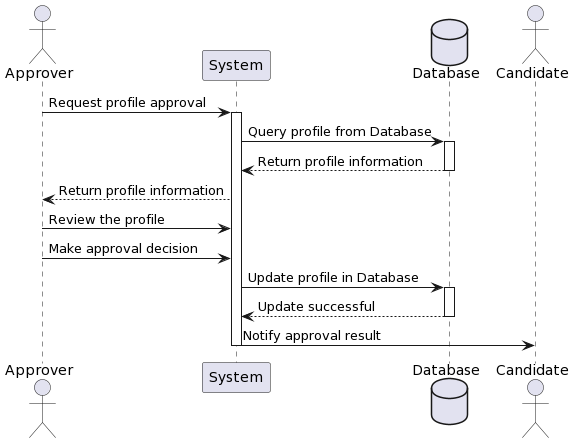 System
Approver
Database
Candidate
Request profile approval
Query profile from Database
Return profile information
Return profile information
Review the profile
Make approval decision
Update profile in Database
Update successful
Notify approval result
Approver
System
Database
Candidate